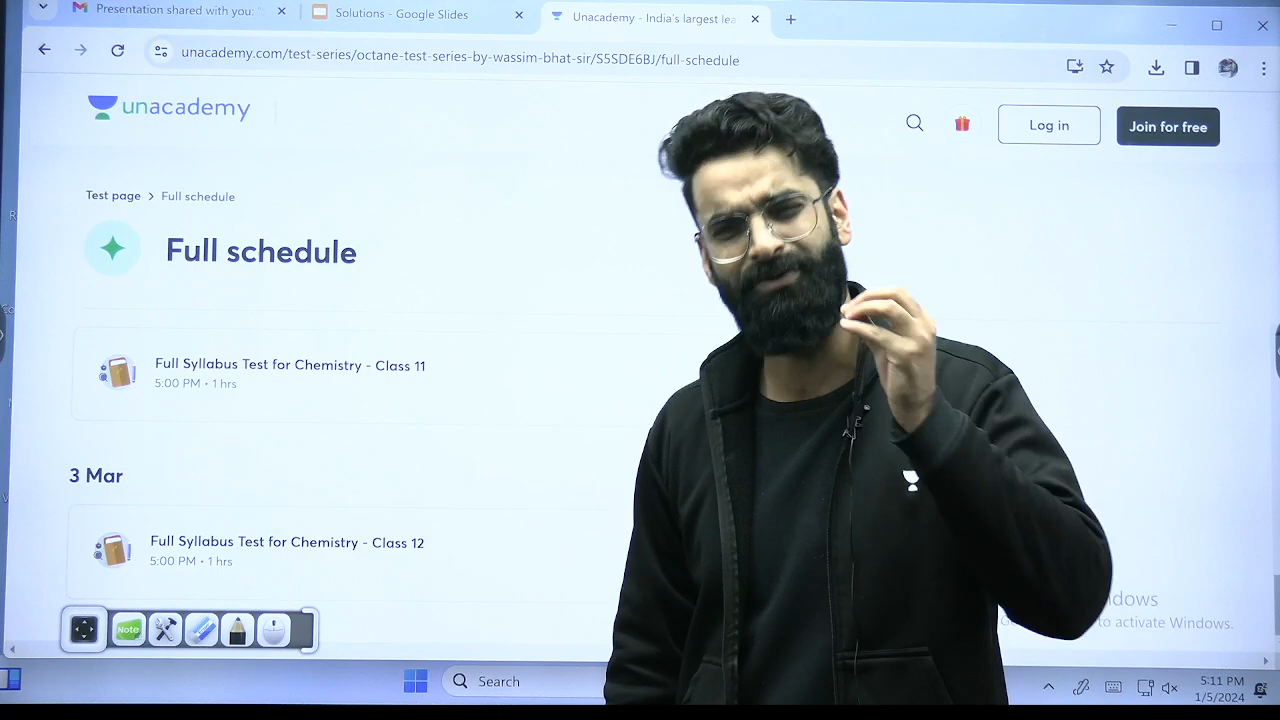 Presentation shared with you: "
Solutions - Google Slides
Unacademy - India's largest lea
unacademy.com/test-series/octane-test-series-by-wassim-bhat-sir/S5SDE6BJ/full-schedule
unacademy
Log in
Join for free
Test page > Full schedule
Full schedule
Full Syllabus Test for Chemistry - Class 11
5:00 PM • 1 hrs
3 Mar
Full Syllabus Test for Chemistry - Class 12
5:00 PM • 1 hrs
Note
dows
to activate Windows.
Search
5:11 PM
1/5/2024